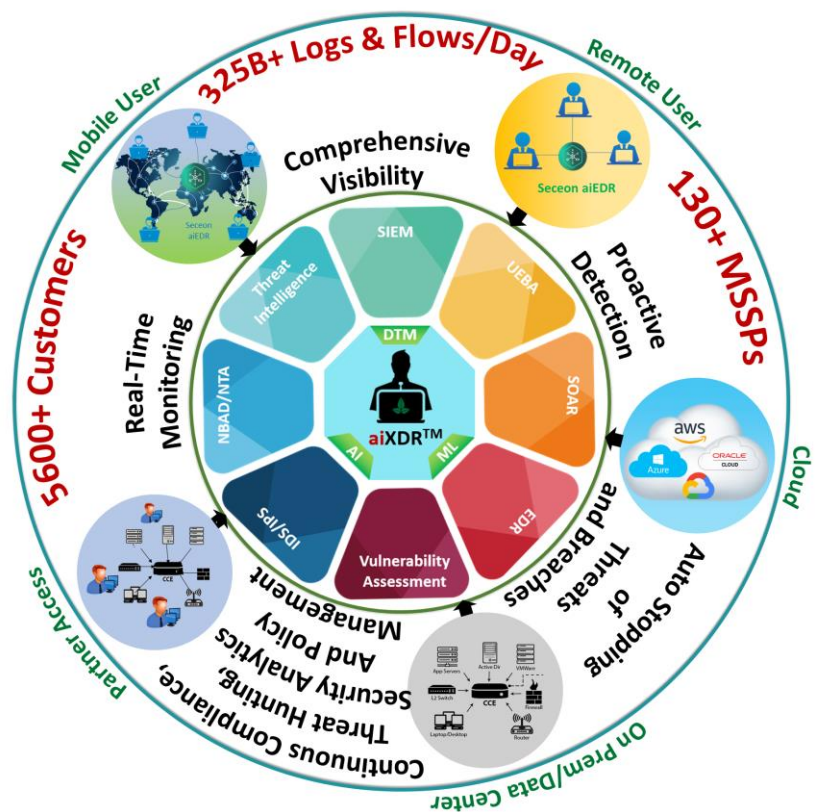 325B+ Logs & Flows/Day
130+ MSSPs
5600+ Customers
Mobile User
Remote User
Cloud
On Prem/Data Center
Partner Access
Comprehensive
Visibility
Proactive
Detection
Auto Stopping
of
Threats
and Breaches
Continuous Compliance,
Threat Hunting,
Security Analytics
And Policy
Management
Real-Time
Monitoring
SIEM
UEBA
SOAR
EDR
Vulnerability
Assessment
IDS/IPS
NBAD/NTA
Threat
Intelligence
DTM
aiXDR™
AI
ML
Seceon
aiEDR
Seceon aiEDR
aws
Azure
ORACLE
CLOUD
CCE
App Servers
Active Dir
VMWare
L2 Switch
CCE
Firewall
Laptop/Desktop
Router